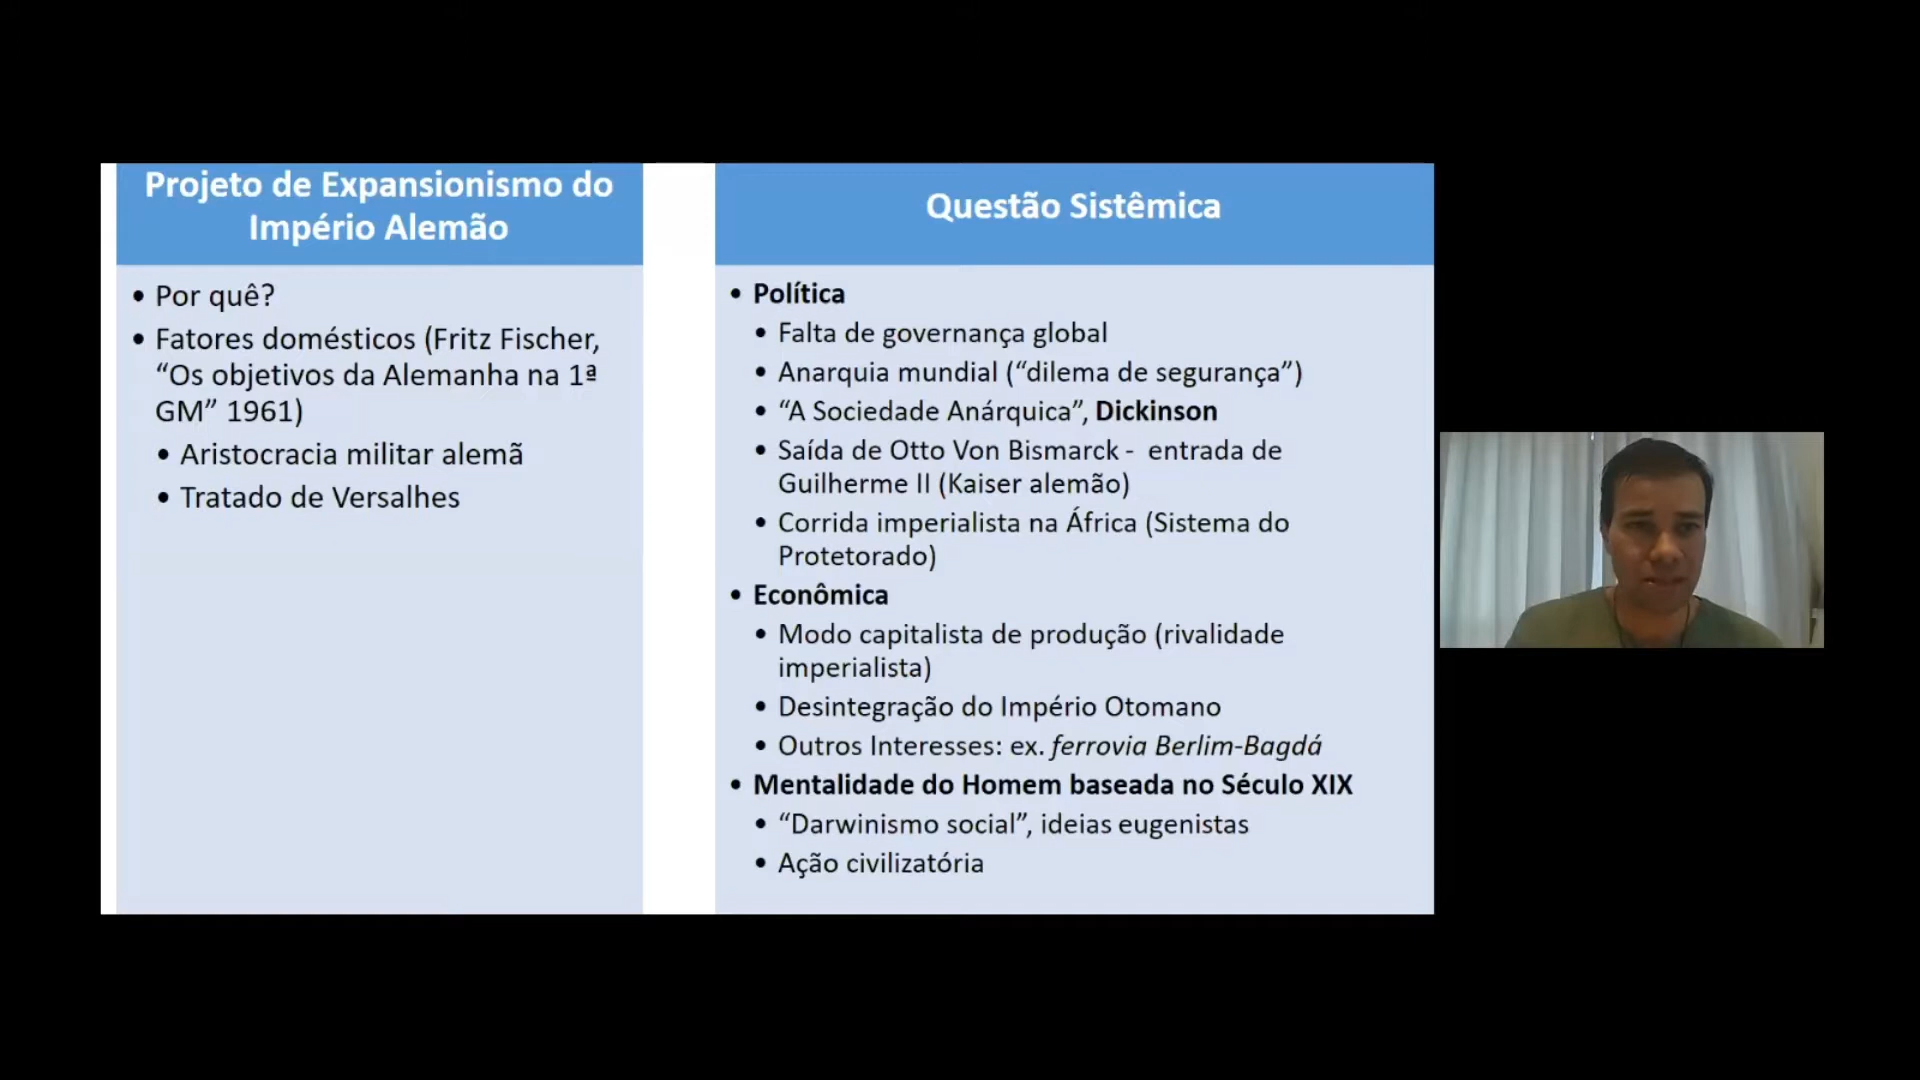 Projeto de Expansionismo do
Império Alemão
• Por quê?
• Fatores domésticos (Fritz Fischer,
“Os objetivos da Alemanha na 1ª
GM” 1961)
• Aristocracia militar alemã
• Tratado de Versalhes
Questão Sistêmica
• Política
• Falta de governança global
• Anarquia mundial (“dilema de segurança”)
• “A Sociedade Anárquica”, Dickinson
• Saída de Otto Von Bismarck - entrada de
Guilherme II (Kaiser alemão)
• Corrida imperialista na África (Sistema do
Protetorado)
• Econômica
• Modo capitalista de produção (rivalidade
imperialista)
• Desintegração do Império Otomano
• Outros Interesses: ex. ferrovia Berlim-Bagdá
• Mentalidade do Homem baseada no Século XIX
• “Darwinismo social”, ideias eugenistas
• Ação civilizatória